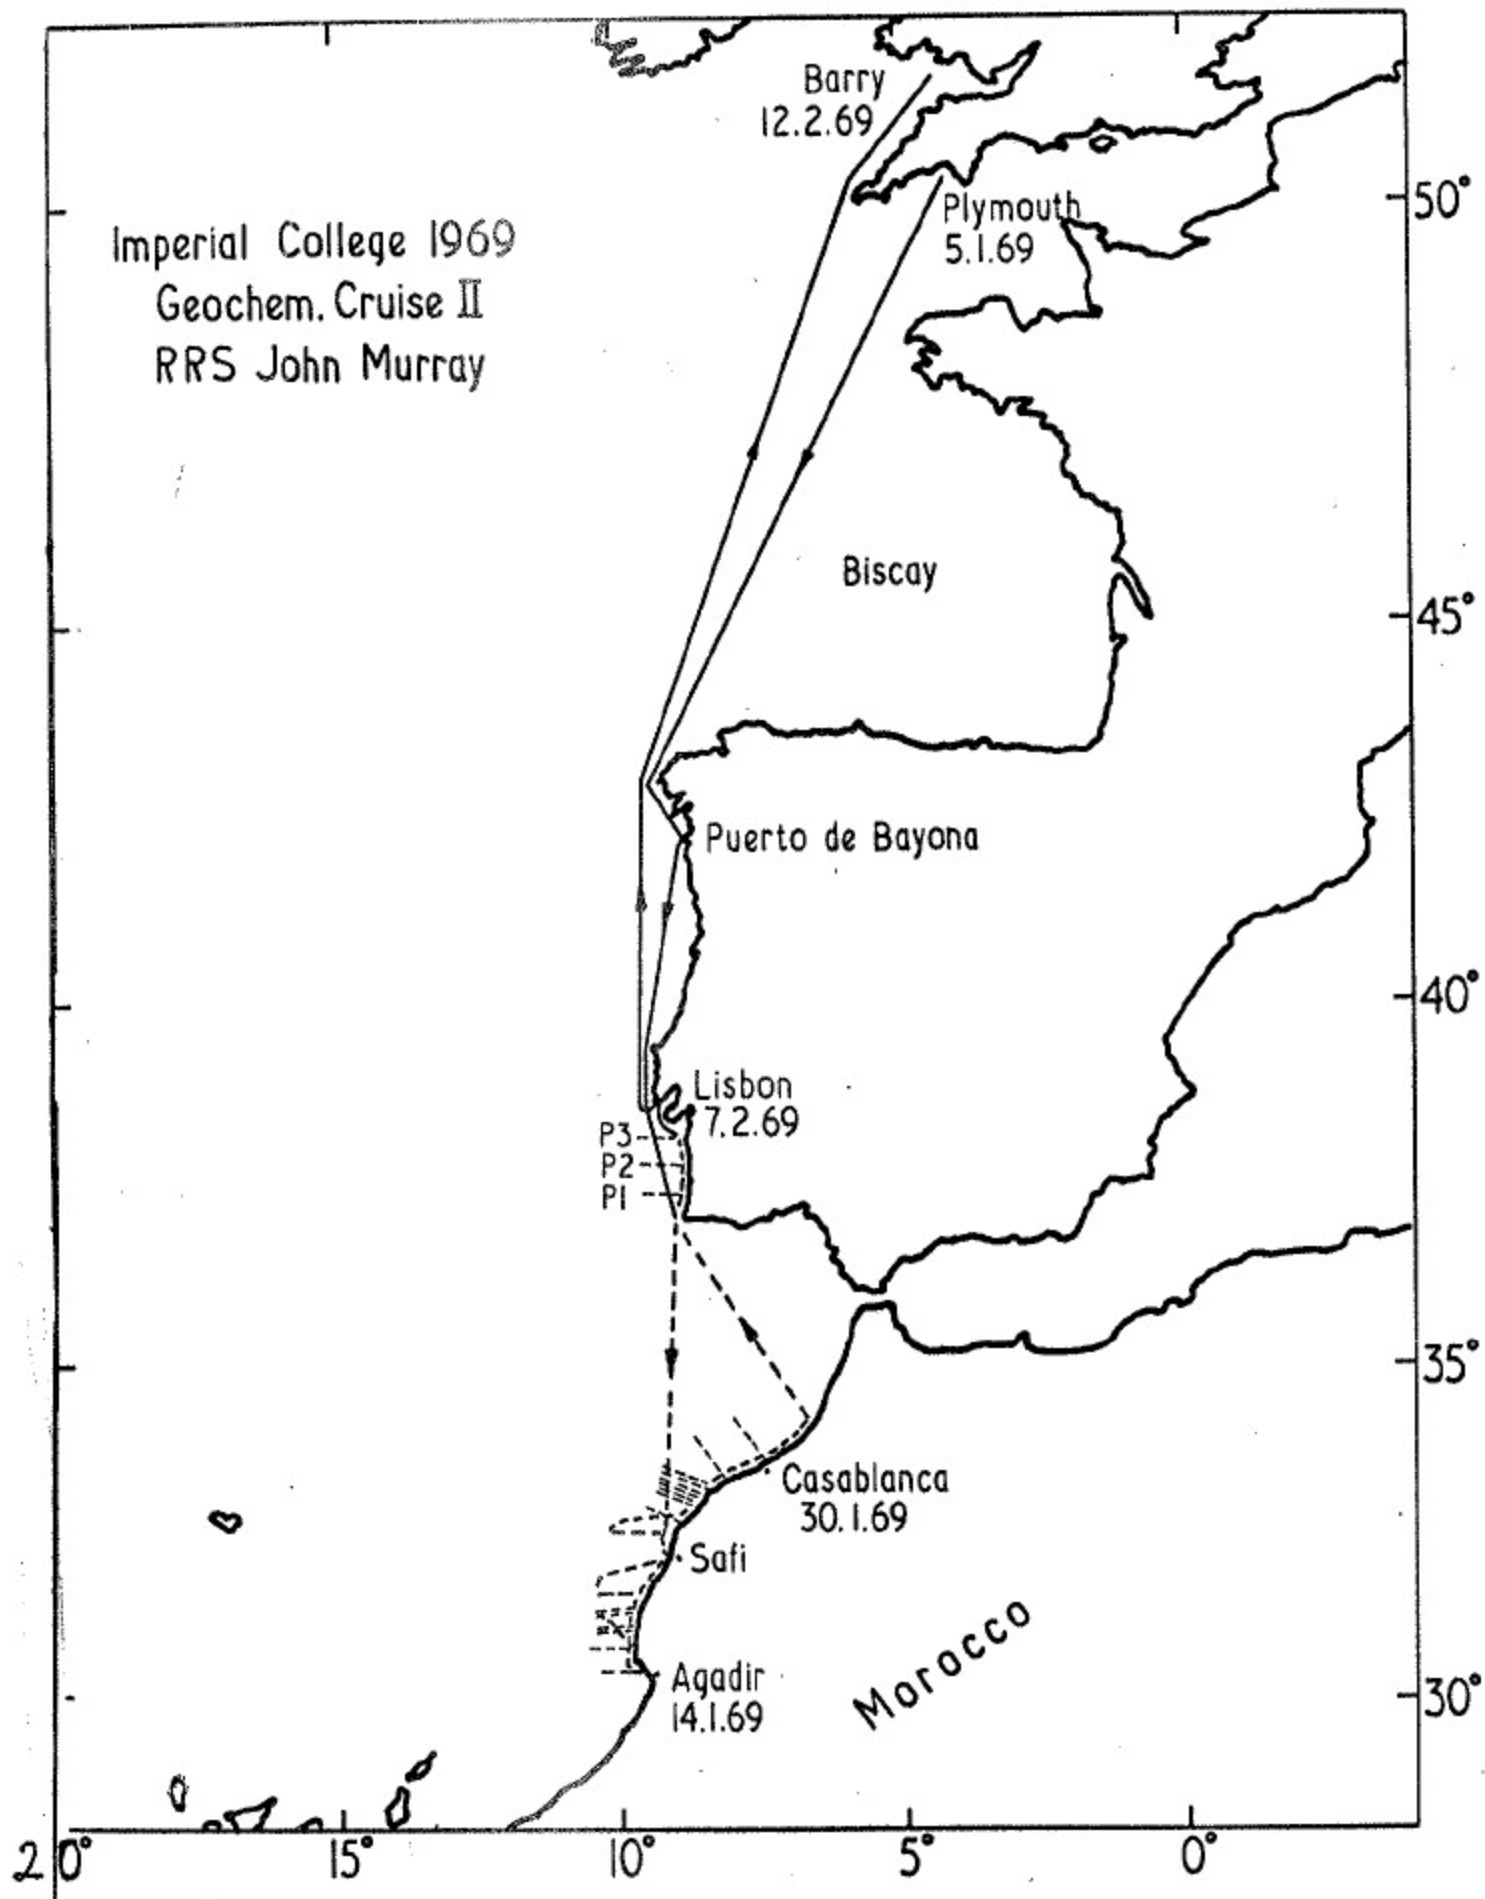 Barry
12.2.69
Imperial College 1969
Geochem. Cruise II
RRS John Murray
Plymouth
5.1.69
50°
Biscay
45°
Puerto de Bayona
40°
Lisbon
7.2.69
P3
P2
P1
35°
Casablanca
30.1.69
Safi
Morocco
Agadir
14.1.69
30°
20°
15°
10°
5°
0°